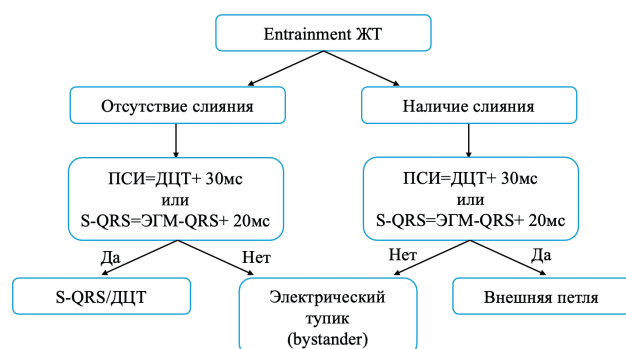 Entrainment ЖТ
Отсутствие слияния
Наличие слияния
ПСИ=ДЦТ+ 30мс
или
S-QRS=ЭГМ-QRS+ 20мс
ПСИ=ДЦТ+ 30мс
или
S-QRS=ЭГМ-QRS+ 20мс
Да
Нет
Нет
Да
S-QRS/ДЦТ
Электрический
тупик
(bystander)
Внешняя петля